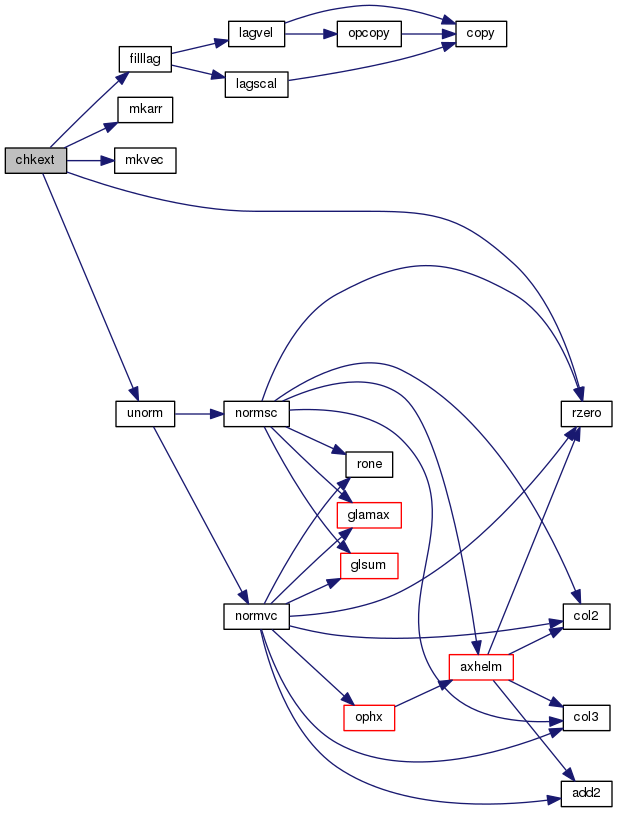 lagvel
opcopy
copy
filllag
lagscal
mkarr
chkext
mkvec
unorm
normsc
rzero
rone
glamax
glsum
normvc
col2
axhelm
ophx
col3
add2